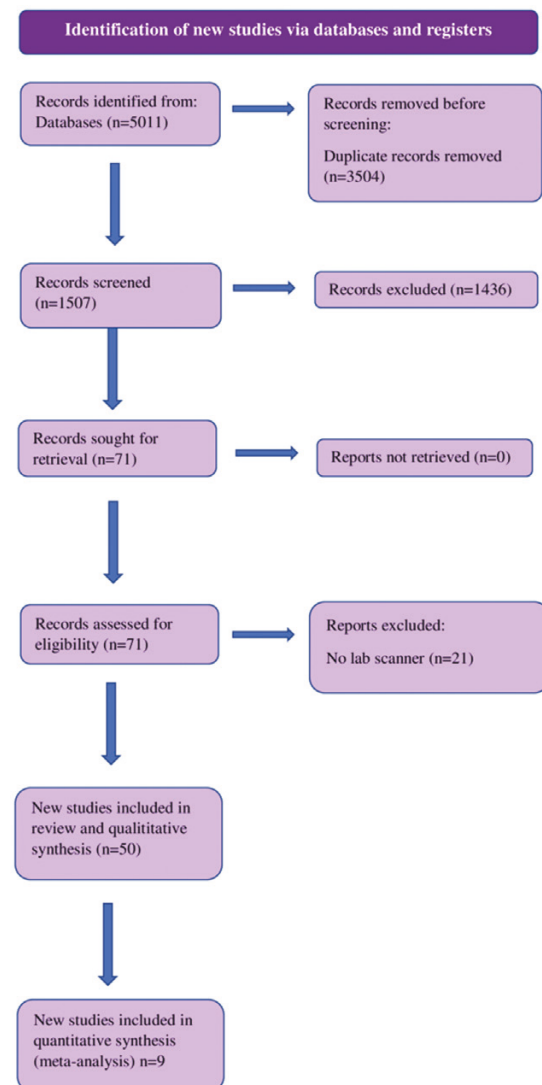 Identification of new studies via databases and registers
Records identified from:
Databases (n=5011)
Records removed before
screening:
Duplicate records removed
(n=3504)
Records screened
(n=1507)
Records excluded (n=1436)
Records sought for
retrieval (n=71)
Reports not retrieved (n=0)
Records assessed for
eligibility (n=71)
Reports excluded:
No lab scanner (n=21)
New studies included in
review and qualititative
synthesis (n=50)
New studies included in
quantitative synthesis
(meta-analysis) n=9